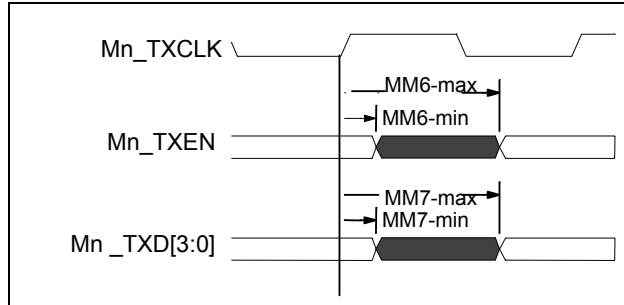 Mn_TXCLK
MM6-max
MM6-min
Mn_TXEN
MM7-max
MM7-min
Mn _TXD[3:0]